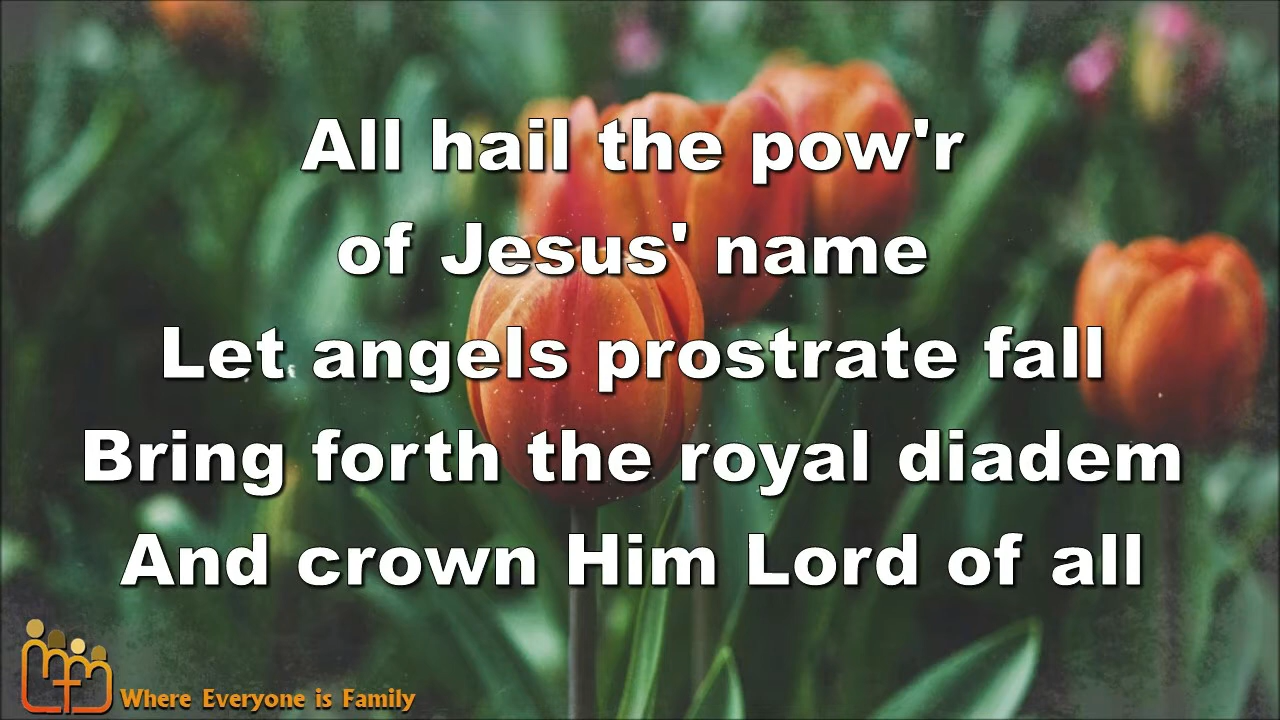 All hail the pow'r
of Jesus' name
Let angels prostrate fall
Bring forth the royal diadem
And crown Him Lord of all
Where Everyone is Family